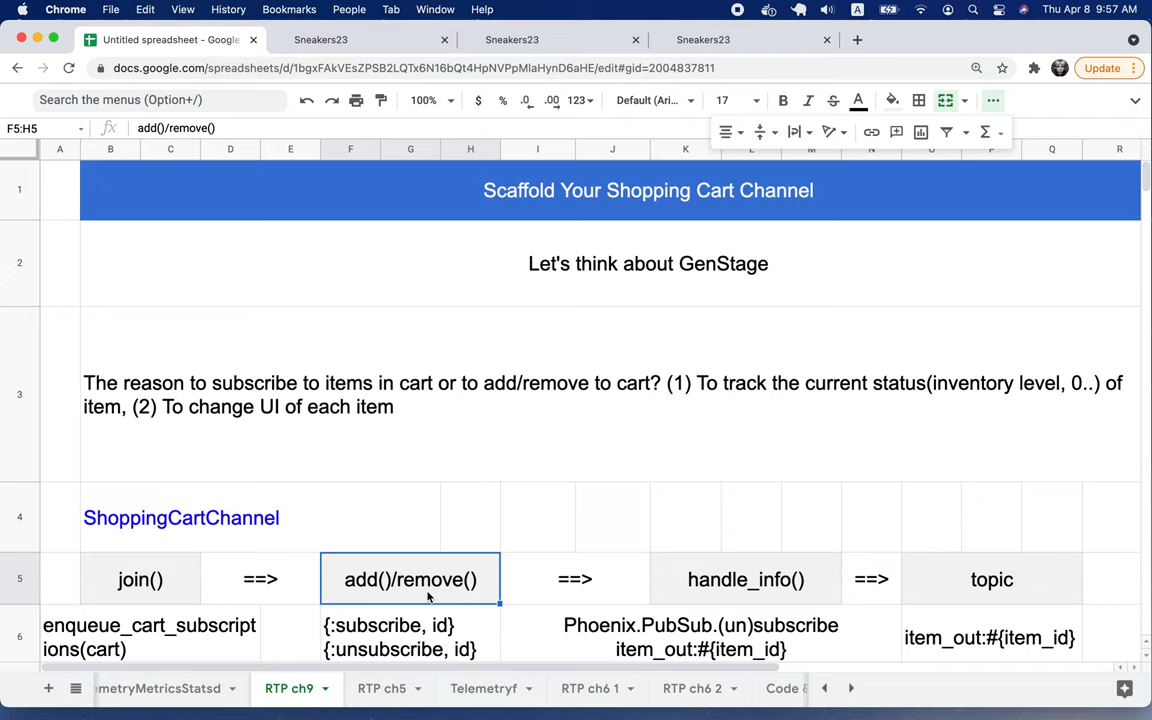 Chrome File Edit View History Bookmarks People Tab Window Help A Thu Apr 8 9:57 AM
Untitled spreadsheet - Google Sneakers23 Sneakers23 Sneakers23
docs.google.com/spreadsheets/d/1bgxFAkVEsZPSB2LQTx6N16bQt4HpNVPpMlaHynD6aHE/edit#gid=2004837811 Update
Search the menus (Option+/) 100% $ % .0 .00 123 Default (Ari... 17 B I S A
F5:H5 fx add()/remove()
A B C D E F G H I J K L M N O P Q R
1 Scaffold Your Shopping Cart Channel
2 Let's think about GenStage
3 The reason to subscribe to items in cart or to add/remove to cart? (1) To track the current status(inventory level, 0..) of
item, (2) To change UI of each item
4 ShoppingCartChannel
5 join() ==> add()/remove() ==> handle_info() ==> topic
6 enqueue_cart_subscript {:subscribe, id} Phoenix.PubSub.(un)subscribe item_out:#{item_id}
ions(cart) {:unsubscribe, id} item_out:#{item_id}
emetryMetricsStatsd RTP ch9 RTP ch5 Telemetryf RTP ch6 1 RTP ch6 2 Code